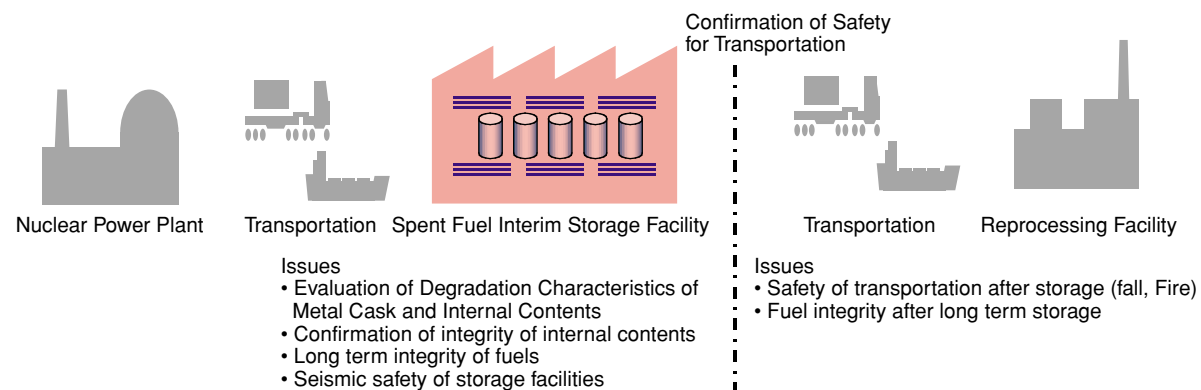 Confirmation of Safety
for Transportation
Nuclear Power Plant
Transportation
Spent Fuel Interim Storage Facility
Transportation
Reprocessing Facility
Issues
• Evaluation of Degradation Characteristics of
Metal Cask and Internal Contents
• Confirmation of integrity of internal contents
• Long term integrity of fuels
• Seismic safety of storage facilities
Issues
• Safety of transportation after storage (fall, Fire)
• Fuel integrity after long term storage